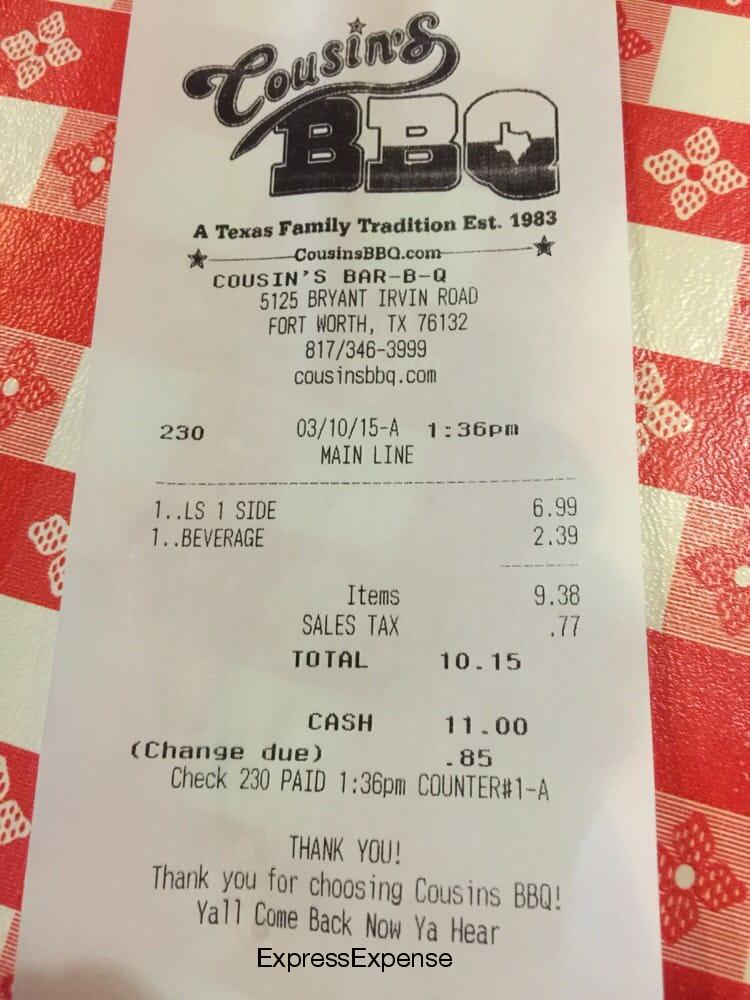 Cousin's
BBQ
A Texas Family Tradition Est. 1983
CousinsBBQ.com
COUSIN'S BAR-B-Q
5125 BRYANT IRVIN ROAD
FORT WORTH, TX 76132
817/346-3999
cousinsbbq.com
230 03/10/15-A 1:36pm
MAIN LINE
1..LS 1 SIDE 6.99
1..BEVERAGE 2.39
Items 9.38
SALES TAX .77
TOTAL 10.15
CASH 11.00
(Change due) .85
Check 230 PAID 1:36pm COUNTER#1-A
THANK YOU!
Thank you for choosing Cousins BBQ!
Yall Come Back Now Ya Hear
ExpressExpense